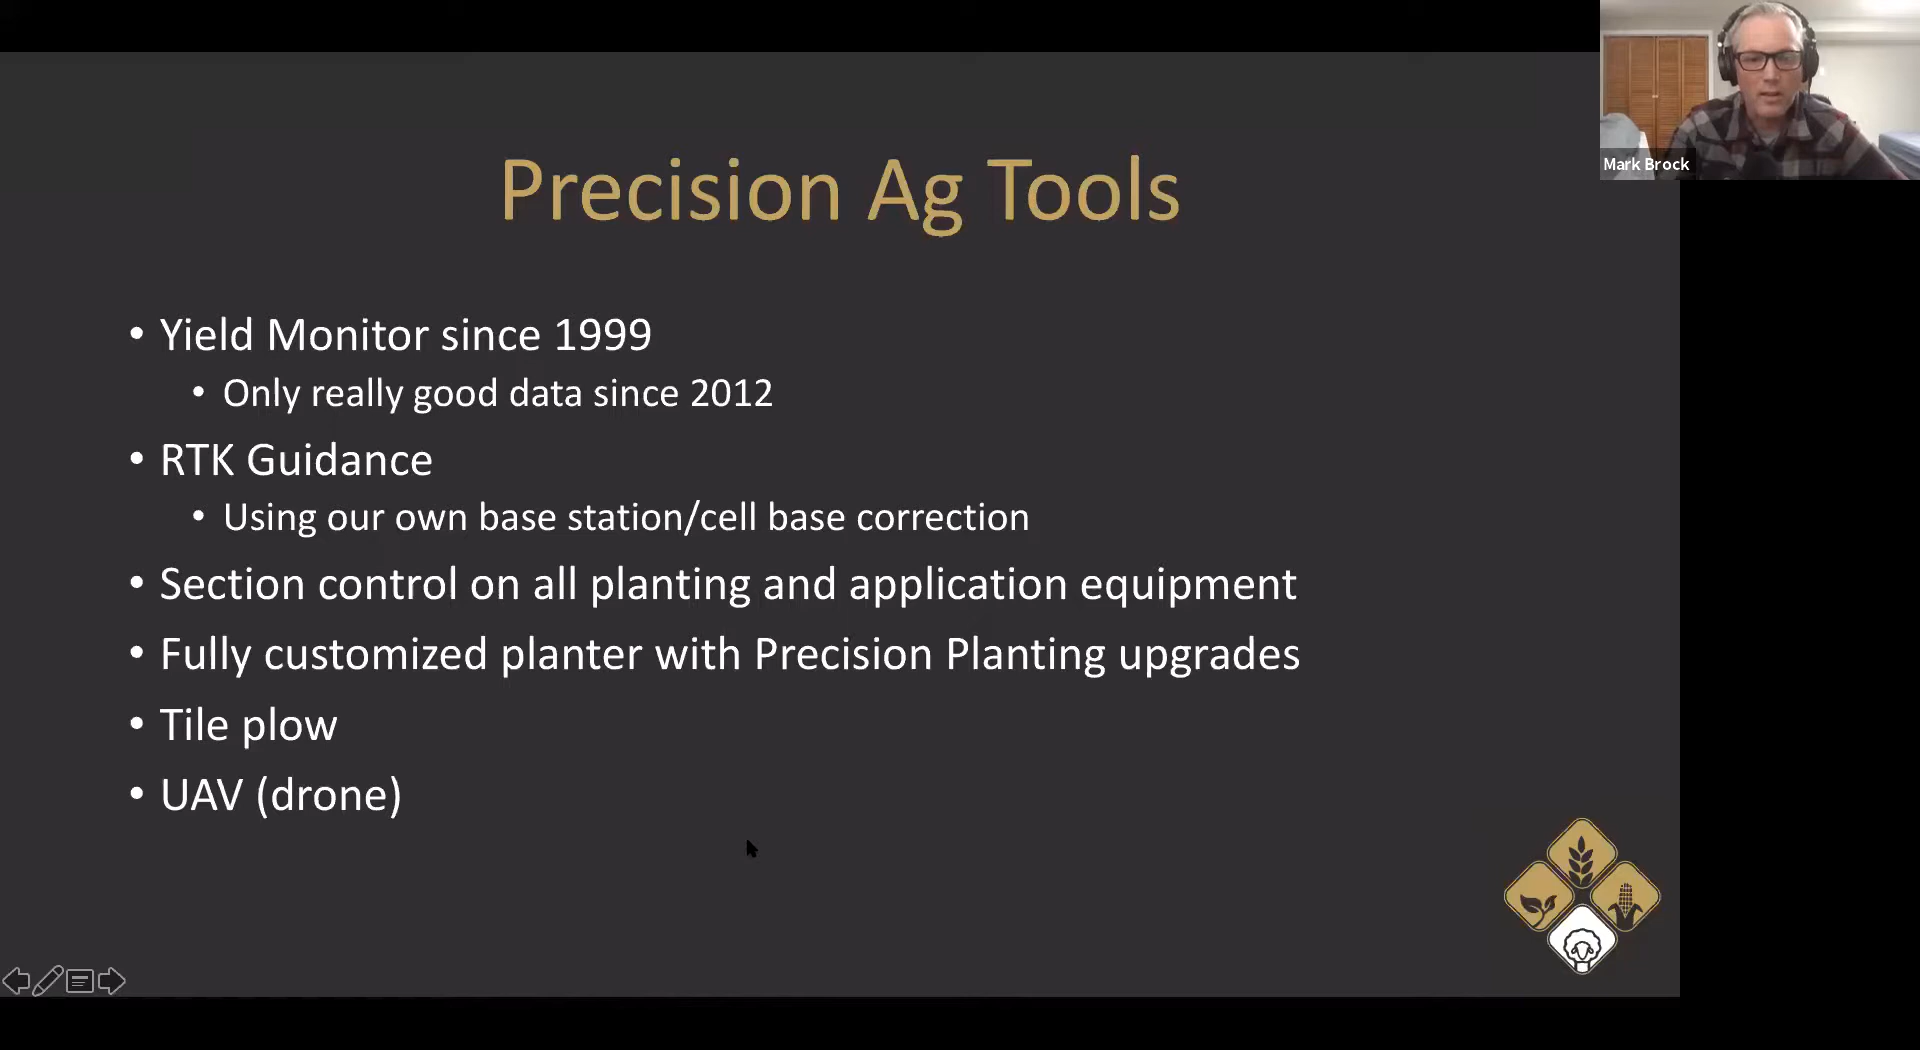 Precision Ag Tools
• Yield Monitor since 1999
• Only really good data since 2012
• RTK Guidance
• Using our own base station/cell base correction
• Section control on all planting and application equipment
• Fully customized planter with Precision Planting upgrades
• Tile plow
• UAV (drone)
Mark Brock